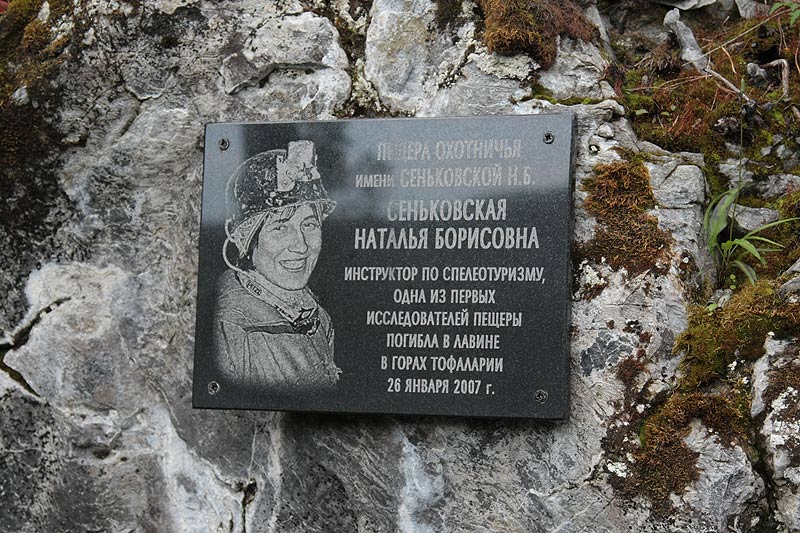 ПЕЩЕРА ОХОТНИЧЬЯ
ИМЕНИ СЕНЬКОВСКОЙ Н.Б.
СЕНЬКОВСКАЯ
НАТАЛЬЯ БОРИСОВНА
ИНСТРУКТОР ПО СПЕЛЕОТУРИЗМУ,
ОДНА ИЗ ПЕРВЫХ
ИССЛЕДОВАТЕЛЕЙ ПЕЩЕРЫ
ПОГИБЛА В ЛАВИНЕ
В ГОРАХ ТОФАЛАРИИ
26 ЯНВАРЯ 2007 г.